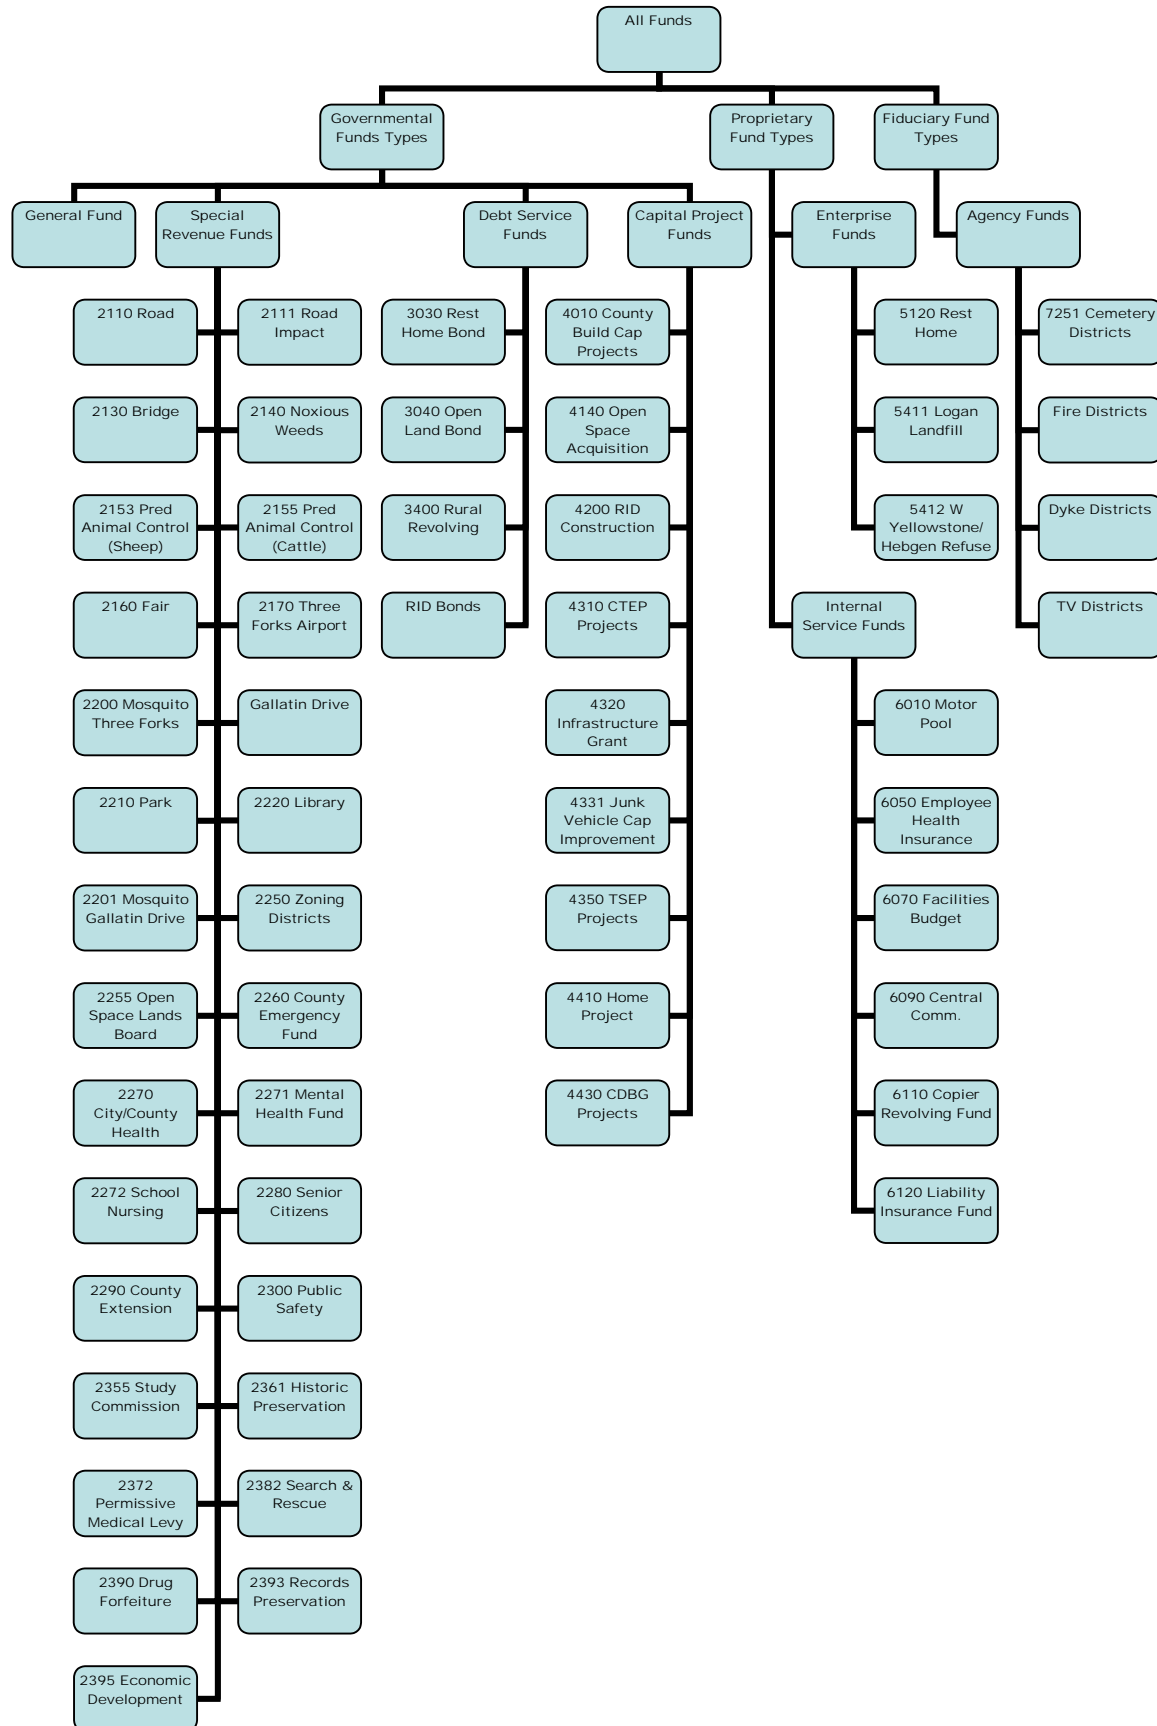 All Funds
Governmental
Funds Types
Proprietary
Fund Types
Fiduciary Fund
Types
General Fund
Special
Revenue Funds
Debt Service
Funds
Capital Project
Funds
Enterprise
Funds
Agency Funds
2110 Road
2111 Road
Impact
3030 Rest
Home Bond
4010 County
Build Cap
Projects
5120 Rest
Home
7251 Cemetery
Districts
2130 Bridge
2140 Noxious
Weeds
3040 Open
Land Bond
4140 Open
Space
Acquisition
5411 Logan
Landfill
Fire Districts
2153 Pred
Animal Control
(Sheep)
2155 Pred
Animal Control
(Cattle)
3400 Rural
Revolving
4200 RID
Construction
5412 W
Yellowstone/
Hebgen Refuse
Dyke Districts
2160 Fair
2170 Three
Forks Airport
RID Bonds
4310 CTEP
Projects
Internal
Service Funds
TV Districts
2200 Mosquito
Three Forks
Gallatin Drive
4320
Infrastructure
Grant
6010 Motor
Pool
2210 Park
2220 Library
4331 Junk
Vehicle Cap
Improvement
6050 Employee
Health
Insurance
2201 Mosquito
Gallatin Drive
2250 Zoning
Districts
4350 TSEP
Projects
6070 Facilities
Budget
2255 Open
Space Lands
Board
2260 County
Emergency
Fund
4410 Home
Project
6090 Central
Comm.
2270
City/County
Health
2271 Mental
Health Fund
4430 CDBG
Projects
6110 Copier
Revolving Fund
2272 School
Nursing
2280 Senior
Citizens
6120 Liability
Insurance Fund
2290 County
Extension
2300 Public
Safety
2355 Study
Commission
2361 Historic
Preservation
2372
Permissive
Medical Levy
2382 Search &
Rescue
2390 Drug
Forfeiture
2393 Records
Preservation
2395 Economic
Development